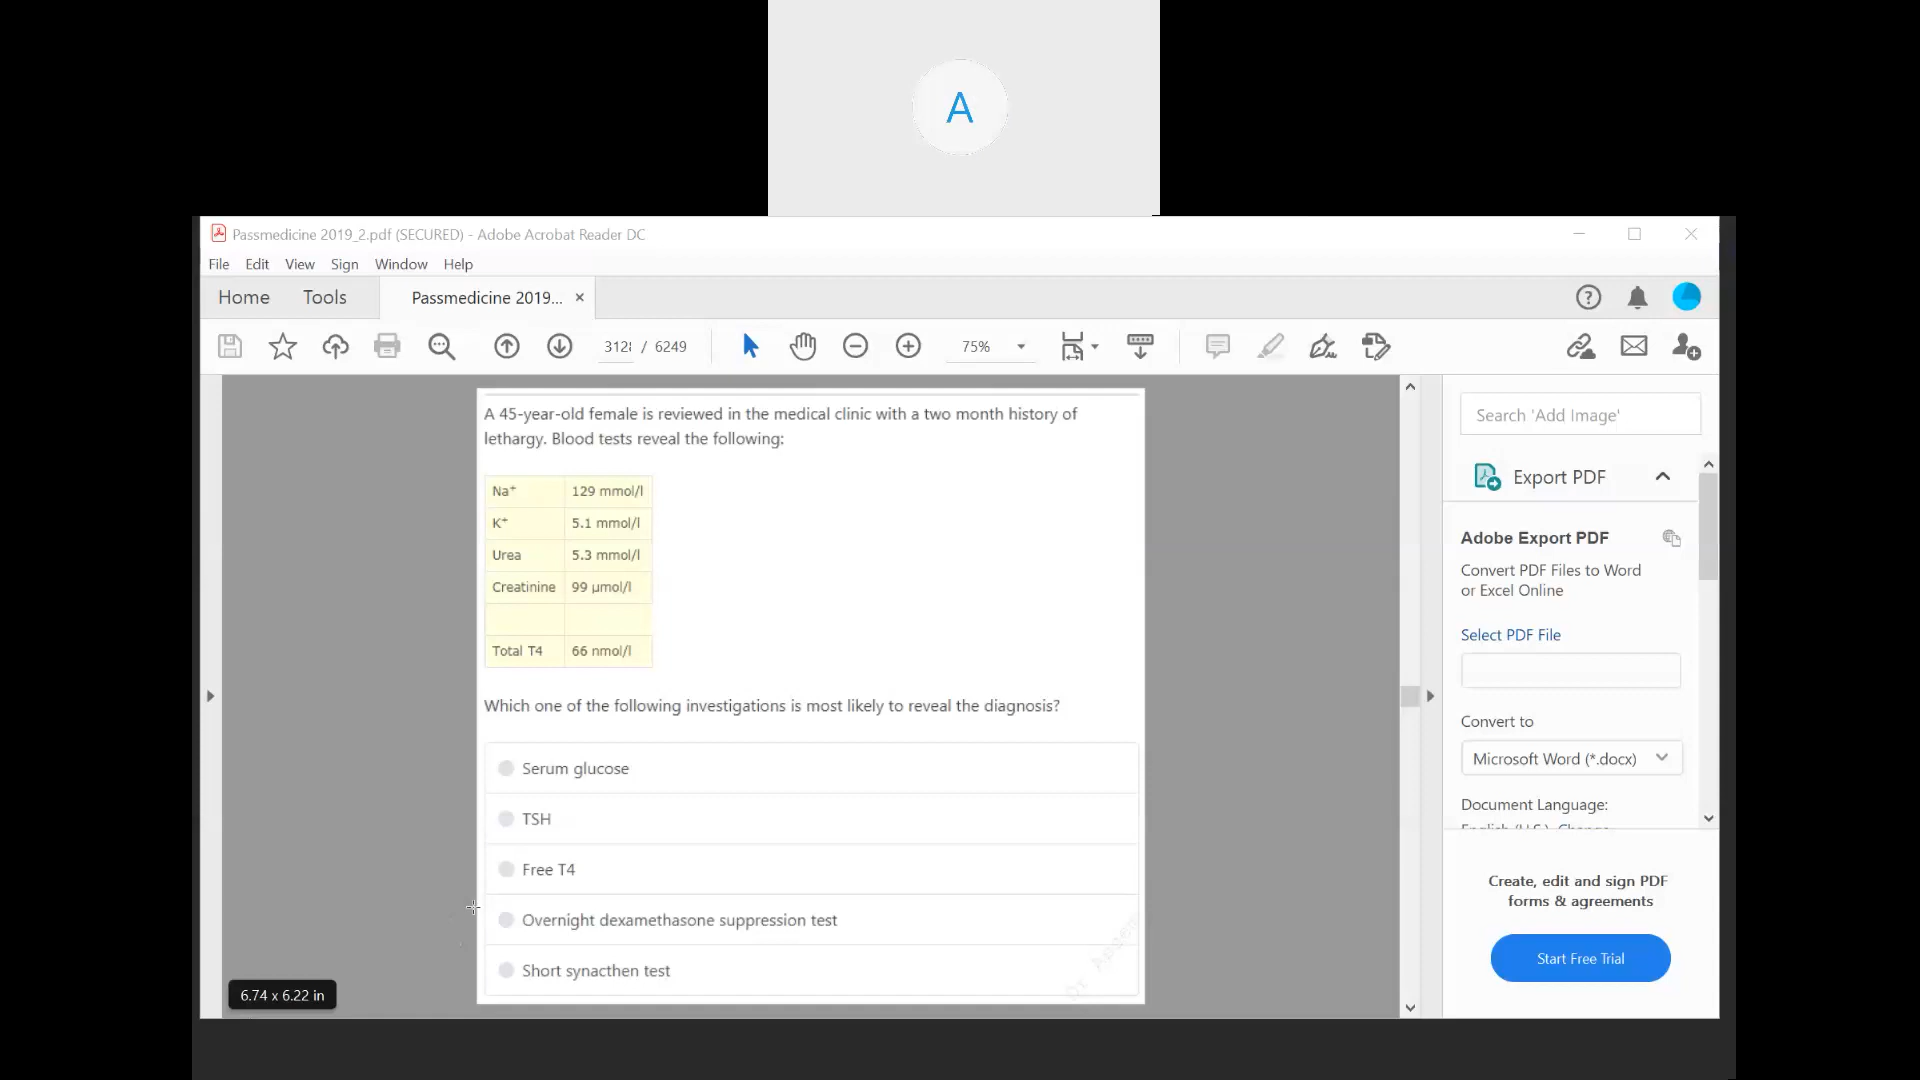 A
Passmedicine 2019_2.pdf (SECURED) - Adobe Acrobat Reader DC
File Edit View Sign Window Help
Home Tools Passmedicine 2019... ×
3128 / 6249 75%
A 45-year-old female is reviewed in the medical clinic with a two month history of
lethargy. Blood tests reveal the following:
Na⁺ 129 mmol/l
K⁺ 5.1 mmol/l
Urea 5.3 mmol/l
Creatinine 99 µmol/l
Total T4 66 nmol/l
Which one of the following investigations is most likely to reveal the diagnosis?
Serum glucose
TSH
Free T4
Overnight dexamethasone suppression test
Short synacthen test
6.74 x 6.22 in
Search 'Add Image'
Export PDF
Adobe Export PDF
Convert PDF Files to Word
or Excel Online
Select PDF File
Convert to
Microsoft Word (*.docx)
Document Language:
English (U.S.) Change
Create, edit and sign PDF
forms & agreements
Start Free Trial